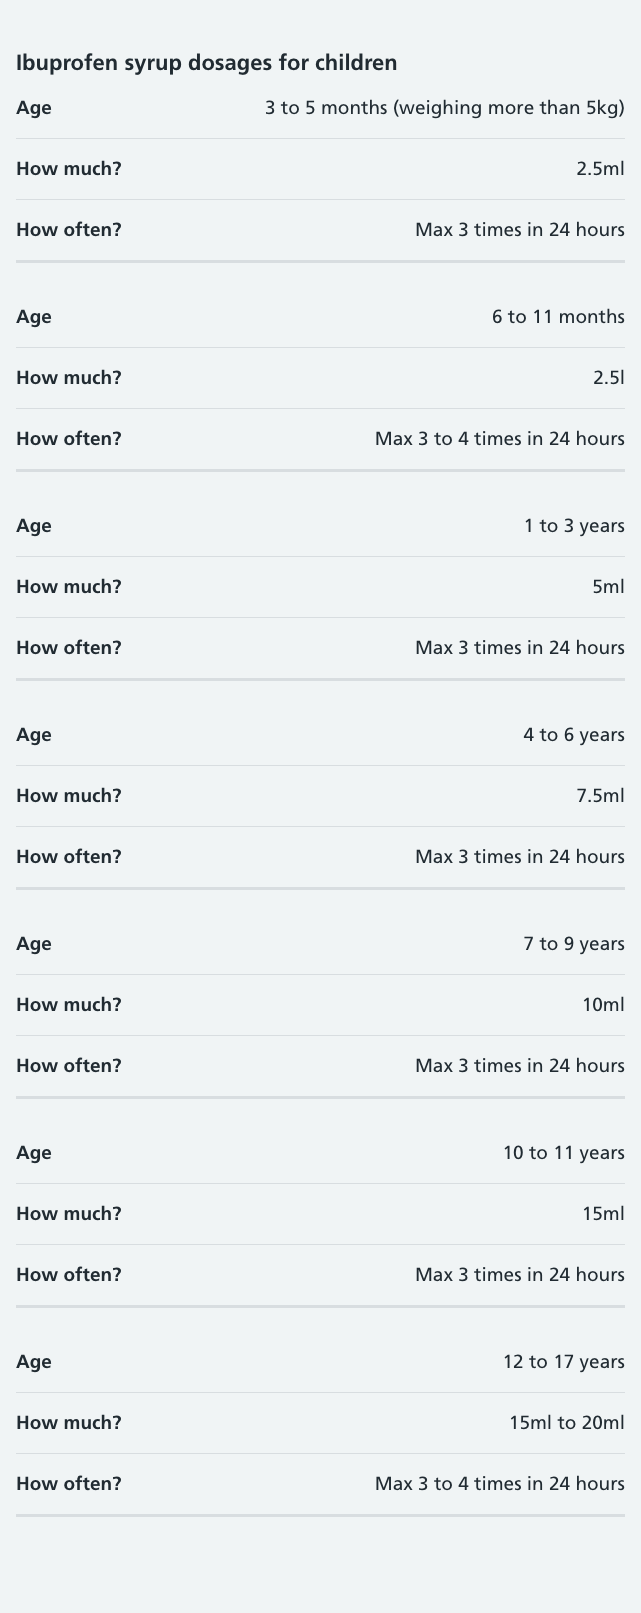 Ibuprofen syrup dosages for children
Age 3 to 5 months (weighing more than 5kg)
How much? 2.5ml
How often? Max 3 times in 24 hours
Age 6 to 11 months
How much? 2.5l
How often? Max 3 to 4 times in 24 hours
Age 1 to 3 years
How much? 5ml
How often? Max 3 times in 24 hours
Age 4 to 6 years
How much? 7.5ml
How often? Max 3 times in 24 hours
Age 7 to 9 years
How much? 10ml
How often? Max 3 times in 24 hours
Age 10 to 11 years
How much? 15ml
How often? Max 3 times in 24 hours
Age 12 to 17 years
How much? 15ml to 20ml
How often? Max 3 to 4 times in 24 hours